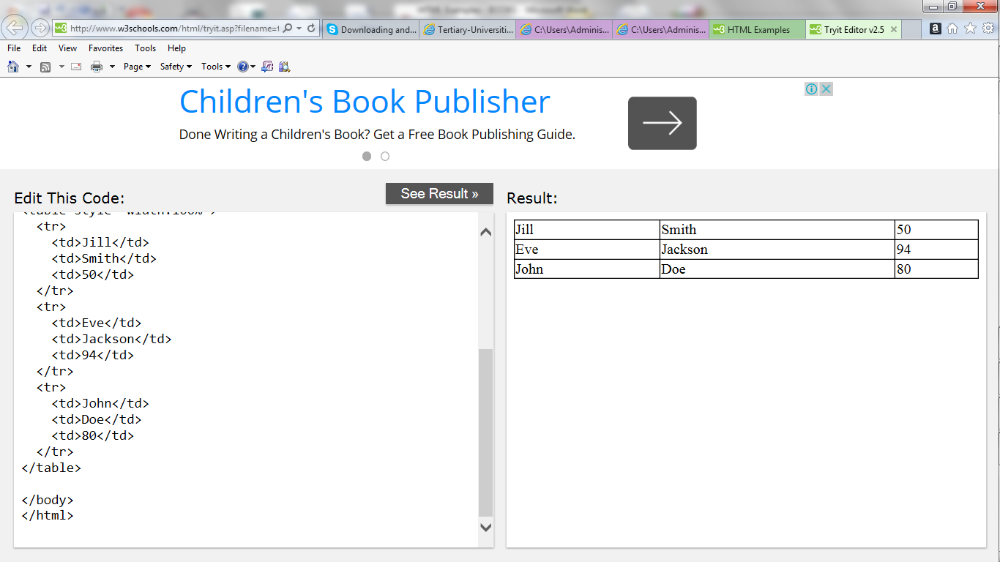 http://www.w3schools.com/html/tryit.asp?filename=t
Downloading and...
Tertiary-Universiti...
C:\Users\Adminis...
C:\Users\Adminis...
HTML Examples
Tryit Editor v2.5
File Edit View Favorites Tools Help
Page Safety Tools
Children's Book Publisher
Done Writing a Children's Book? Get a Free Book Publishing Guide.
Edit This Code:
See Result »
<tr>
<td>Jill</td>
<td>Smith</td>
<td>50</td>
</tr>
<tr>
<td>Eve</td>
<td>Jackson</td>
<td>94</td>
</tr>
<tr>
<td>John</td>
<td>Doe</td>
<td>80</td>
</tr>
</table>
</body>
</html>
Result:
Jill Smith 50
Eve Jackson 94
John Doe 80